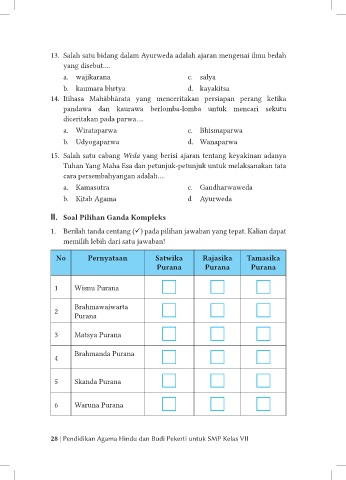 13. Salah satu bidang dalam Ayurweda adalah ajaran mengenai ilmu bedah
yang disebut....
a. wajikarana c. salya
b. kaumara bhrtya d. kayakitsa
14. Itihasa Mahābhārata yang menceritakan persiapan perang ketika
pandawa dan kaurawa berlomba-lomba untuk mencari sekutu
diceritakan pada parwa....
a. Wirataparwa c. Bhismaparwa
b. Udyogaparwa d. Wanaparwa
15. Salah satu cabang Weda yang berisi ajaran tentang keyakinan adanya
Tuhan Yang Maha Esa dan petunjuk-petunjuk untuk melaksanakan tata
cara persembahyangan adalah....
a. Kamasutra c. Gandharwaweda
b. Kitab Agama d Ayurweda
II. Soal Pilihan Ganda Kompleks
1. Berilah tanda centang (✓) pada pilihan jawaban yang tepat. Kalian dapat
memilih lebih dari satu jawaban!
No Pernyataan Satwika Purana Rajasika Purana Tamasika Purana
1 Wisnu Purana
2 Brahmawaiwarta Purana
3 Matsya Purana
4 Brahmanda Purana
5 Skanda Purana
6 Waruna Purana
28 | Pendidikan Agama Hindu dan Budi Pekerti untuk SMP Kelas VII